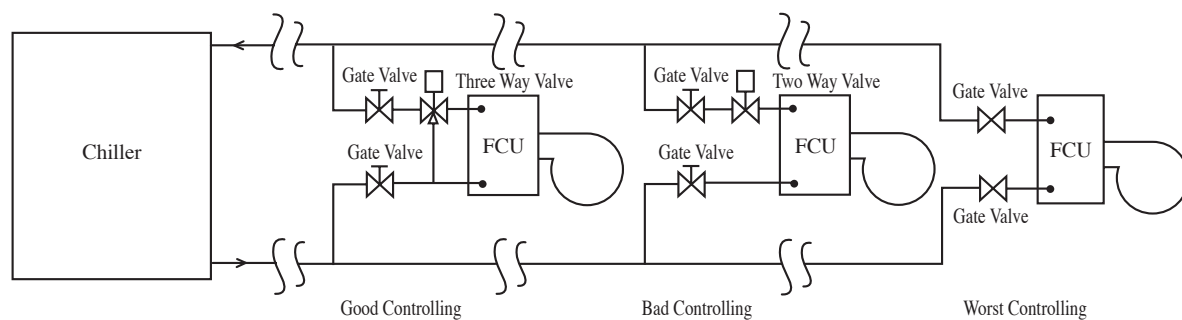 Chiller
Gate Valve
Three Way Valve
FCU
Gate Valve
Good Controlling
Gate Valve
Two Way Valve
FCU
Gate Valve
Bad Controlling
Gate Valve
FCU
Gate Valve
Worst Controlling